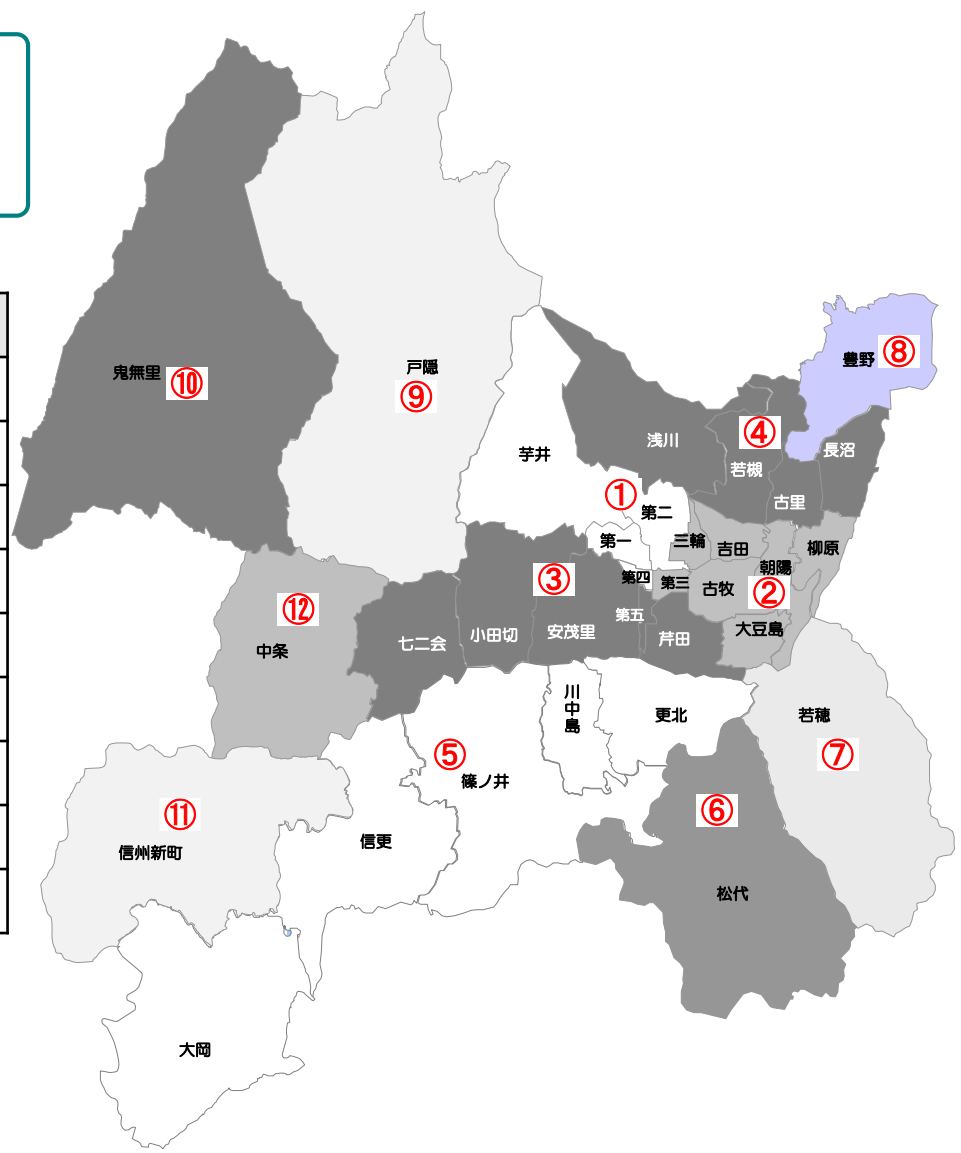 豊野
⑧
鬼無里
⑩
戸隠
⑨
④
浅川
長沼
芋井
若槻
①
古里
第二
第一
三輪
吉田
柳原
朝陽
③
第四
第三
古牧
②
⑫
第五
大豆島
小田切
安茂里
芹田
七二会
中条
川中島
更北
若穂
⑤
⑦
篠ノ井
⑥
⑪
信更
信州新町
松代
大岡